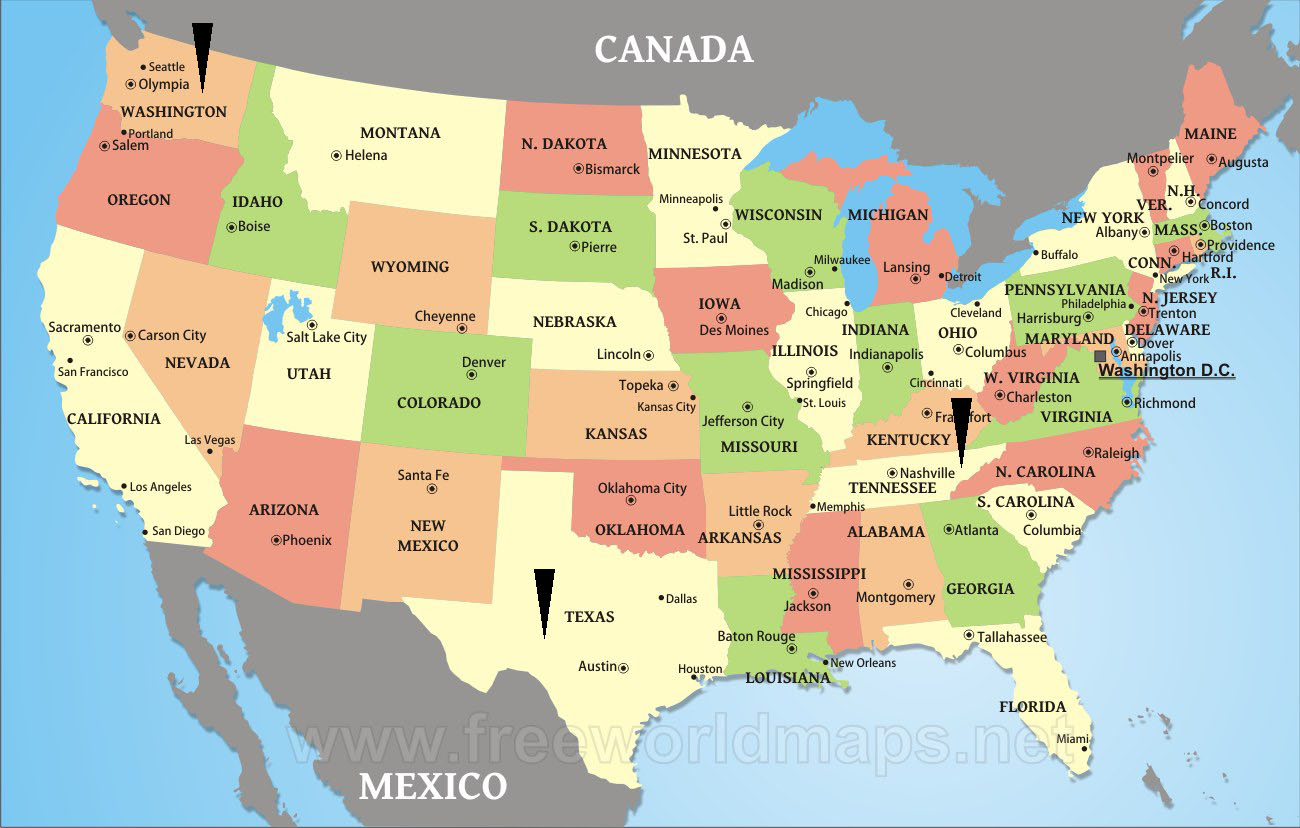 CANADA
Seattle
Olympia
WASHINGTON
Portland
Salem
OREGON
IDAHO
Boise
MONTANA
Helena
N. DAKOTA
Bismarck
MINNESOTA
Minneapolis
St. Paul
S. DAKOTA
Pierre
WISCONSIN
Milwaukee
Madison
MICHIGAN
Lansing
Detroit
MAINE
Augusta
Montpelier
VER.
N.H.
Concord
NEW YORK
Albany
Buffalo
MASS.
Boston
Providence
Hartford
CONN.
R.I.
New York
WYOMING
Cheyenne
NEBRASKA
Lincoln
IOWA
Des Moines
Chicago
ILLINOIS
Springfield
INDIANA
Indianapolis
OHIO
Cleveland
Columbus
Cincinnati
PENNSYLVANIA
Philadelphia
Harrisburg
N. JERSEY
Trenton
MARYLAND
DELAWARE
Dover
Annapolis
Washington D.C.
W. VIRGINIA
Charleston
VIRGINIA
Richmond
Sacramento
San Francisco
CALIFORNIA
Los Angeles
San Diego
Carson City
NEVADA
Las Vegas
Salt Lake City
UTAH
Denver
COLORADO
Topeka
Kansas City
KANSAS
Jefferson City
St. Louis
MISSOURI
KENTUCKY
Nashville
TENNESSEE
Memphis
N. CAROLINA
Raleigh
S. CAROLINA
Columbia
ARIZONA
Phoenix
Santa Fe
NEW
MEXICO
Oklahoma City
OKLAHOMA
Little Rock
ARKANSAS
MISSISSIPPI
Jackson
ALABAMA
Montgomery
Atlanta
GEORGIA
TEXAS
Dallas
Austin
Houston
Baton Rouge
New Orleans
LOUISIANA
Tallahassee
FLORIDA
Miami
www.freeworldmaps.net
MEXICO